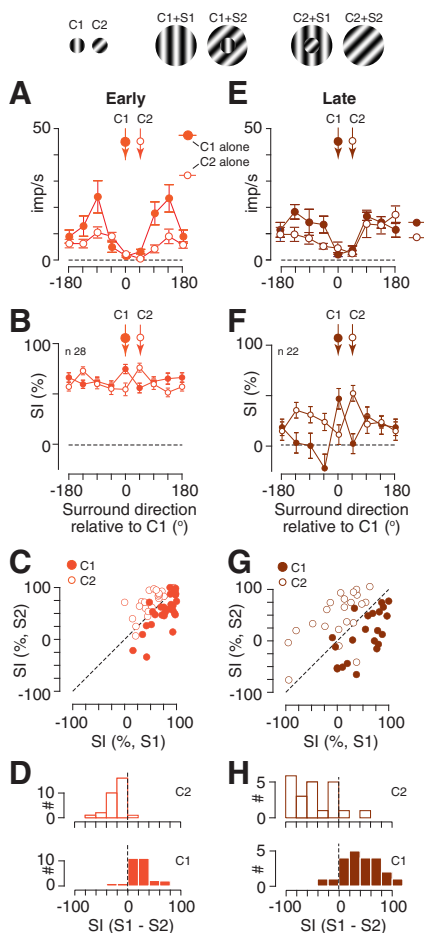 C1 C2 C1+S1 C1+S2 C2+S1 C2+S2
A Early
C1 C2
C1 alone
C2 alone
50
imp/s
0
-180 0 180
B
C1 C2
100
n 28
SI (%)
0
-180 0 180
Surround direction
relative to C1 (°)
C
C1
C2
100
SI (%, S2)
0
-100
-100 0 100
SI (%, S1)
D
10
#
0
C2
10
#
0
C1
-100 0 100
SI (S1 - S2)
E Late
C1 C2
50
0
-180 0 180
F
C1 C2
100
n 22
0
-180 0 180
Surround direction
relative to C1 (°)
G
C1
C2
100
0
-100
-100 0 100
SI (%, S1)
H
5
#
0
C2
5
#
0
C1
-100 0 100
SI (S1 - S2)